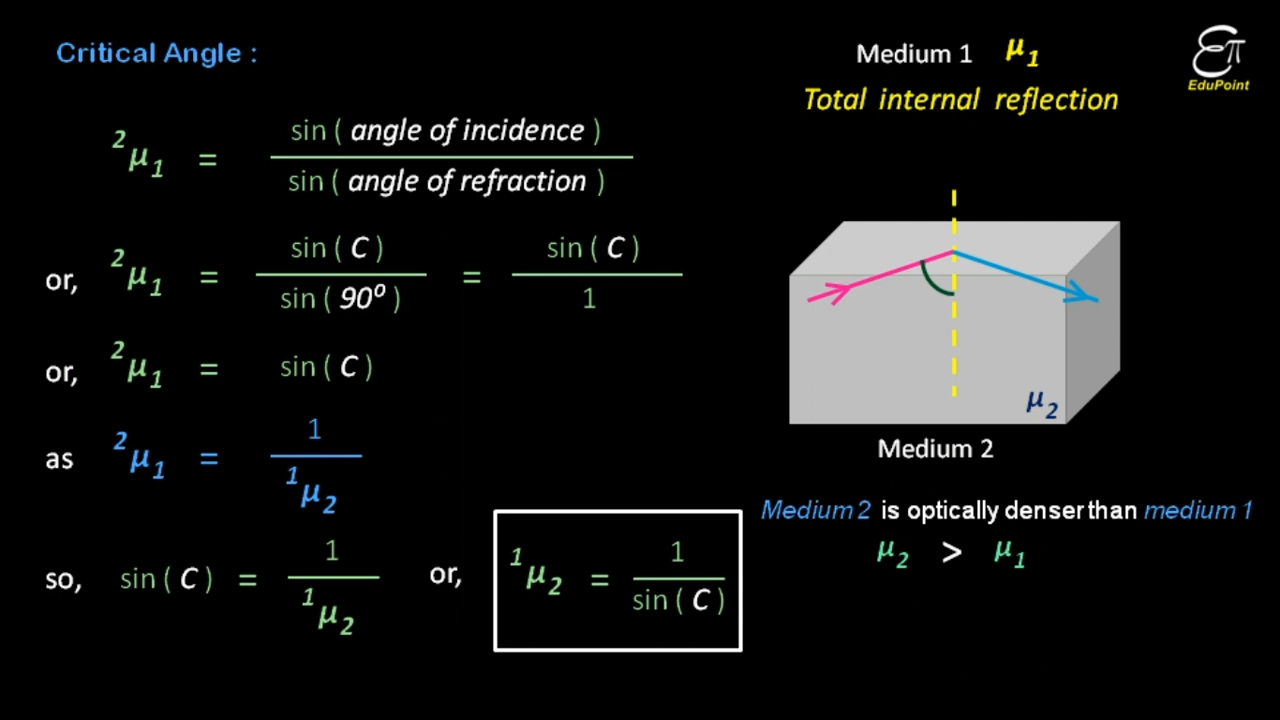 Critical Angle :
²μ₁ = sin ( angle of incidence ) / sin ( angle of refraction )
or, ²μ₁ = sin ( C ) / sin ( 90º ) = sin ( C ) / 1
or, ²μ₁ = sin ( C )
as ²μ₁ = 1 / ¹μ₂
so, sin ( C ) = 1 / ¹μ₂ or, ¹μ₂ = 1 / sin ( C )
Medium 1 μ₁
Total internal reflection
επ
EduPoint
μ₂
Medium 2
Medium 2 is optically denser than medium 1
μ₂ > μ₁